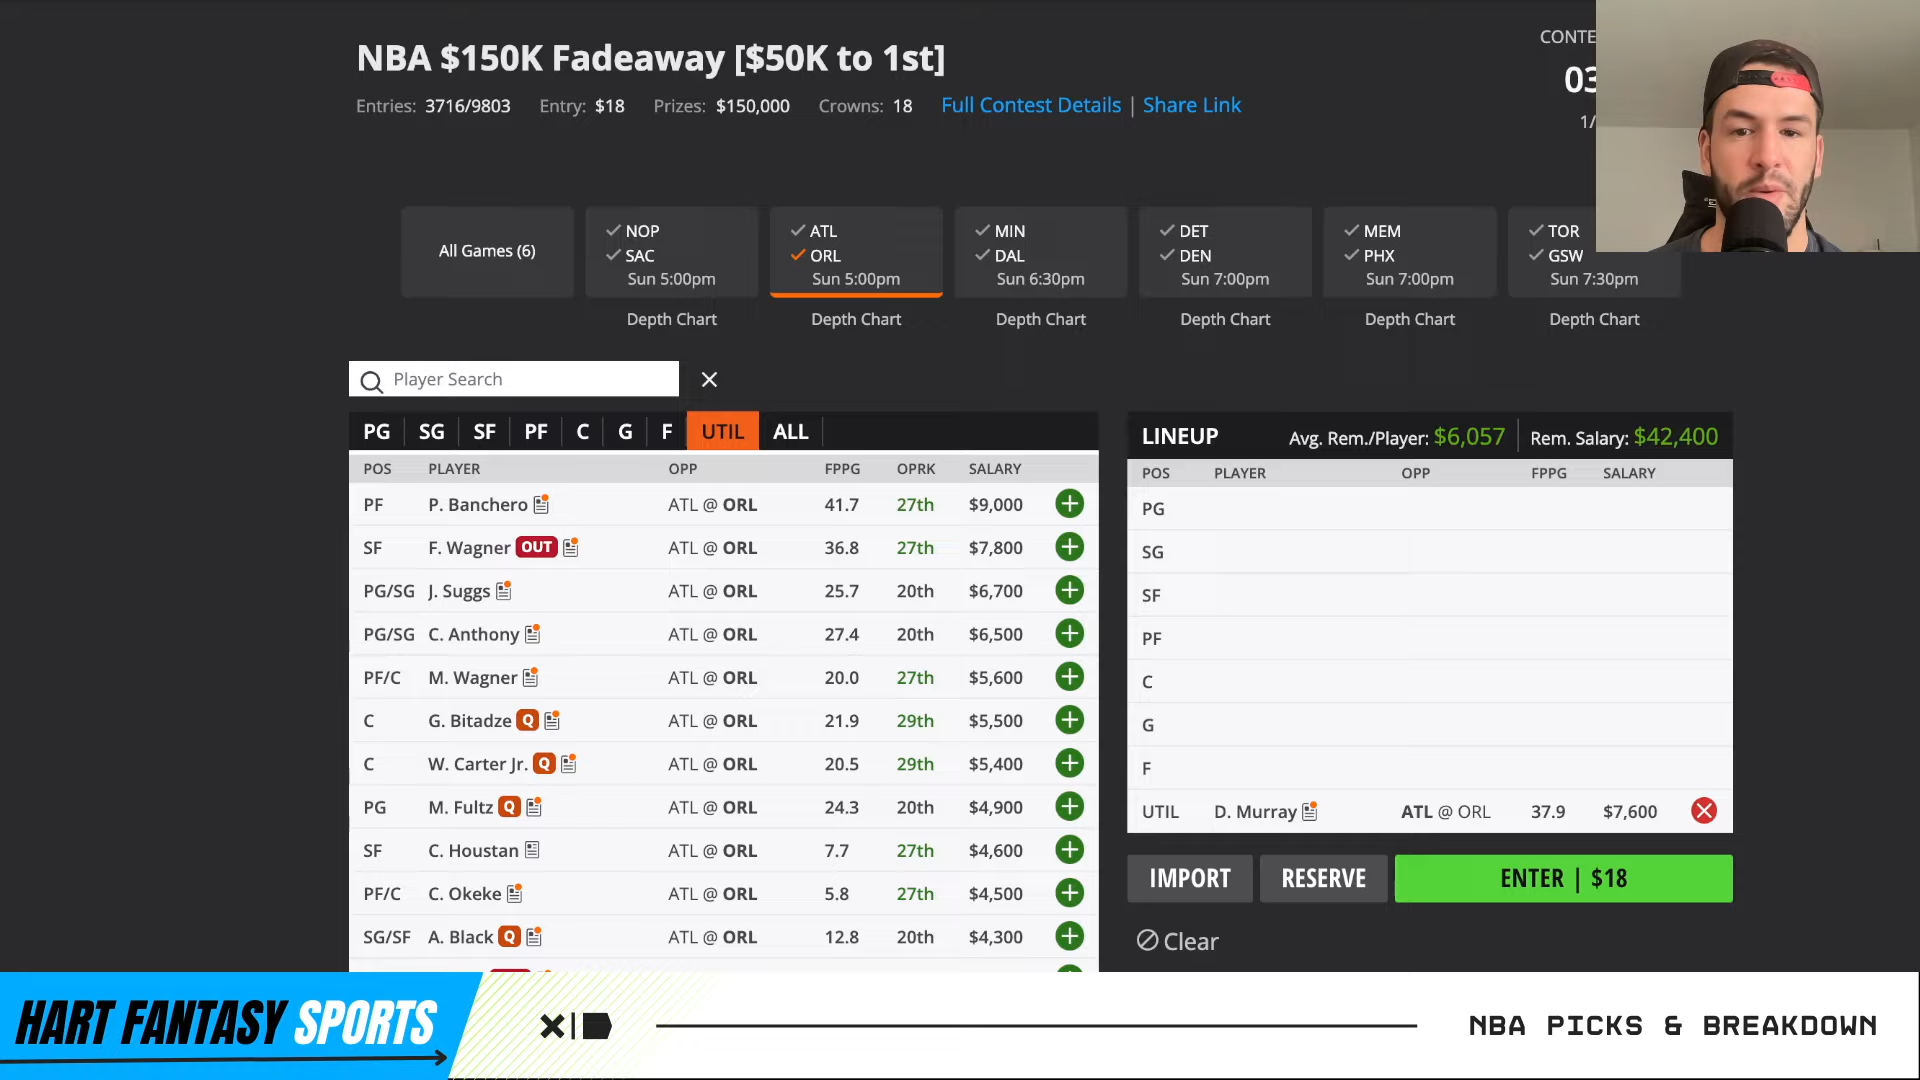 NBA $150K Fadeaway [$50K to 1st]
CONTE
Entries: 3716/9803 Entry: $18 Prizes: $150,000 Crowns: 18 Full Contest Details | Share Link
03
1/
All Games (6)
NOP
SAC
Sun 5:00pm
Depth Chart
ATL
ORL
Sun 5:00pm
Depth Chart
MIN
DAL
Sun 6:30pm
Depth Chart
DET
DEN
Sun 7:00pm
Depth Chart
MEM
PHX
Sun 7:00pm
Depth Chart
TOR
GSW
Sun 7:30pm
Depth Chart
Player Search
PG SG SF PF C G F UTIL ALL
POS PLAYER OPP FPPG OPRK SALARY
PF P. Banchero ATL @ ORL 41.7 27th $9,000
SF F. Wagner OUT ATL @ ORL 36.8 27th $7,800
PG/SG J. Suggs ATL @ ORL 25.7 20th $6,700
PG/SG C. Anthony ATL @ ORL 27.4 20th $6,500
PF/C M. Wagner ATL @ ORL 20.0 27th $5,600
C G. Bitadze Q ATL @ ORL 21.9 29th $5,500
C W. Carter Jr. Q ATL @ ORL 20.5 29th $5,400
PG M. Fultz Q ATL @ ORL 24.3 20th $4,900
SF C. Houstan ATL @ ORL 7.7 27th $4,600
PF/C C. Okeke ATL @ ORL 5.8 27th $4,500
SG/SF A. Black Q ATL @ ORL 12.8 20th $4,300
LINEUP Avg. Rem./Player: $6,057 Rem. Salary: $42,400
POS PLAYER OPP FPPG SALARY
PG
SG
SF
PF
C
G
F
UTIL D. Murray ATL @ ORL 37.9 $7,600
IMPORT RESERVE ENTER | $18
Clear
HART FANTASY SPORTS
NBA PICKS & BREAKDOWN